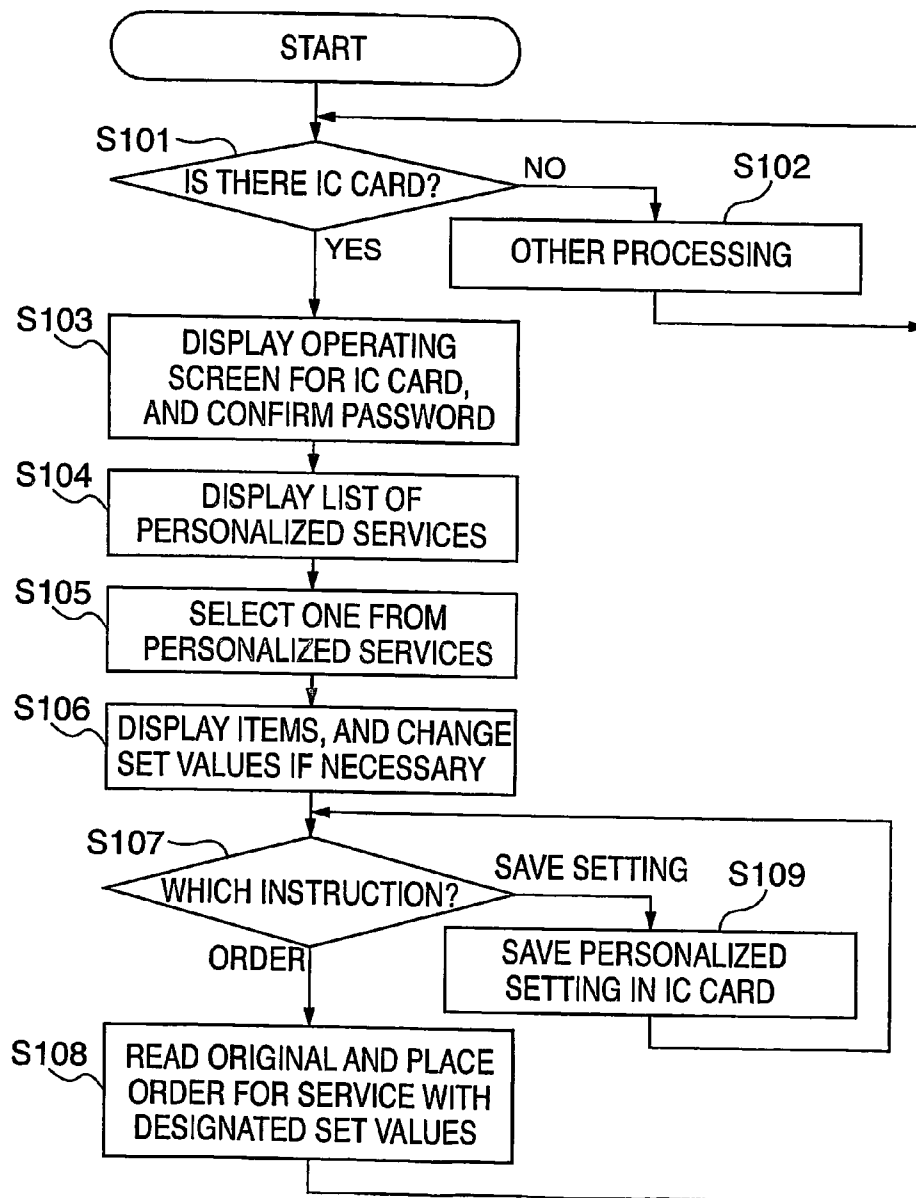 START
S101
IS THERE IC CARD?
NO
S102
YES
OTHER PROCESSING
S103
DISPLAY OPERATING
SCREEN FOR IC CARD,
AND CONFIRM PASSWORD
S104
DISPLAY LIST OF
PERSONALIZED SERVICES
S105
SELECT ONE FROM
PERSONALIZED SERVICES
S106
DISPLAY ITEMS, AND CHANGE
SET VALUES IF NECESSARY
S107
WHICH INSTRUCTION?
SAVE SETTING
S109
ORDER
SAVE PERSONALIZED
SETTING IN IC CARD
S108
READ ORIGINAL AND PLACE
ORDER FOR SERVICE WITH
DESIGNATED SET VALUES